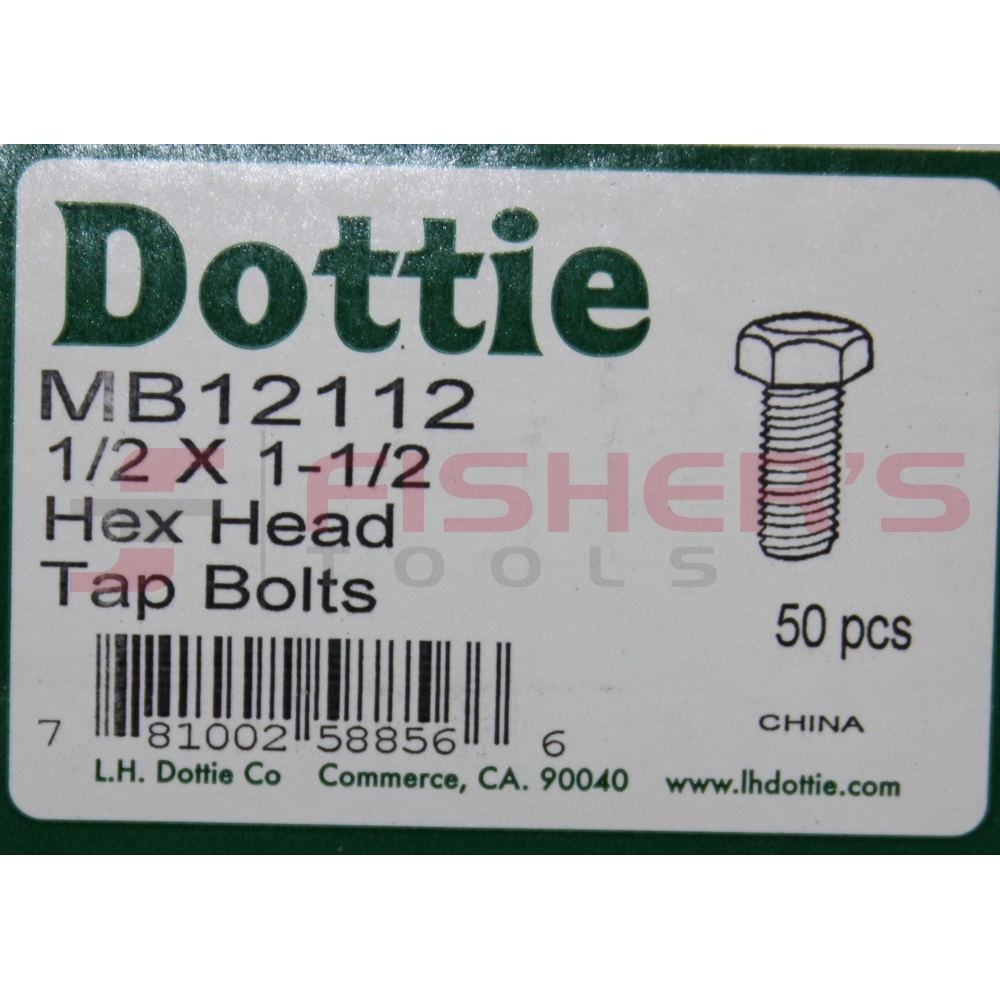 Dottie
MB12112
1/2 X 1-1/2
Hex Head
Tap Bolts
FISHER'S
TOOLS
50 pcs
CHINA
7 81002 58856 6
L.H. Dottie Co Commerce, CA. 90040 www.lhdottie.com